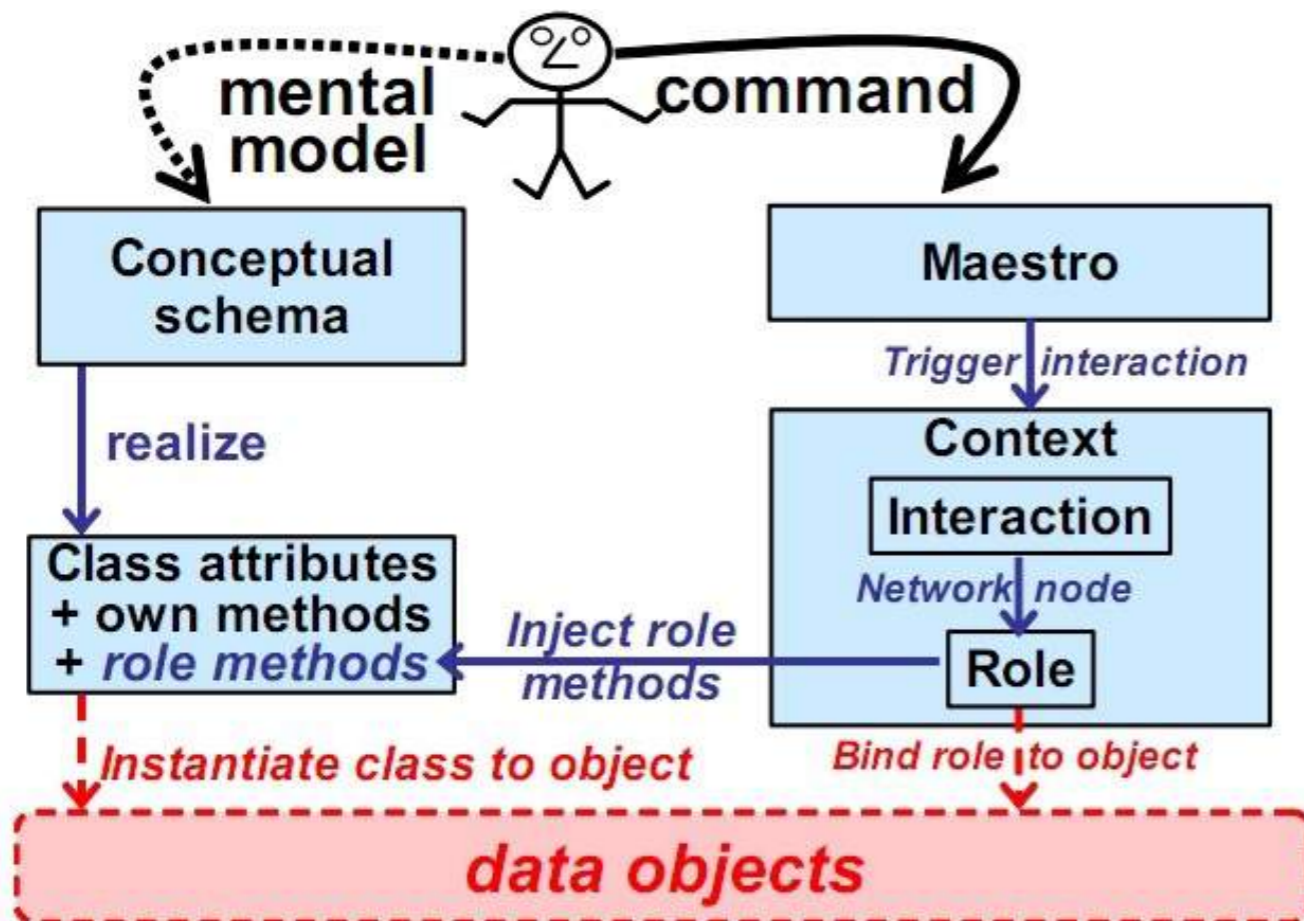 mental
model
command
Conceptual
schema
Maestro
Trigger interaction
realize
Context
Interaction
Network node
Role
Class attributes
+ own methods
+ role methods
Inject role
methods
Instantiate class to object
Bind role to object
data objects